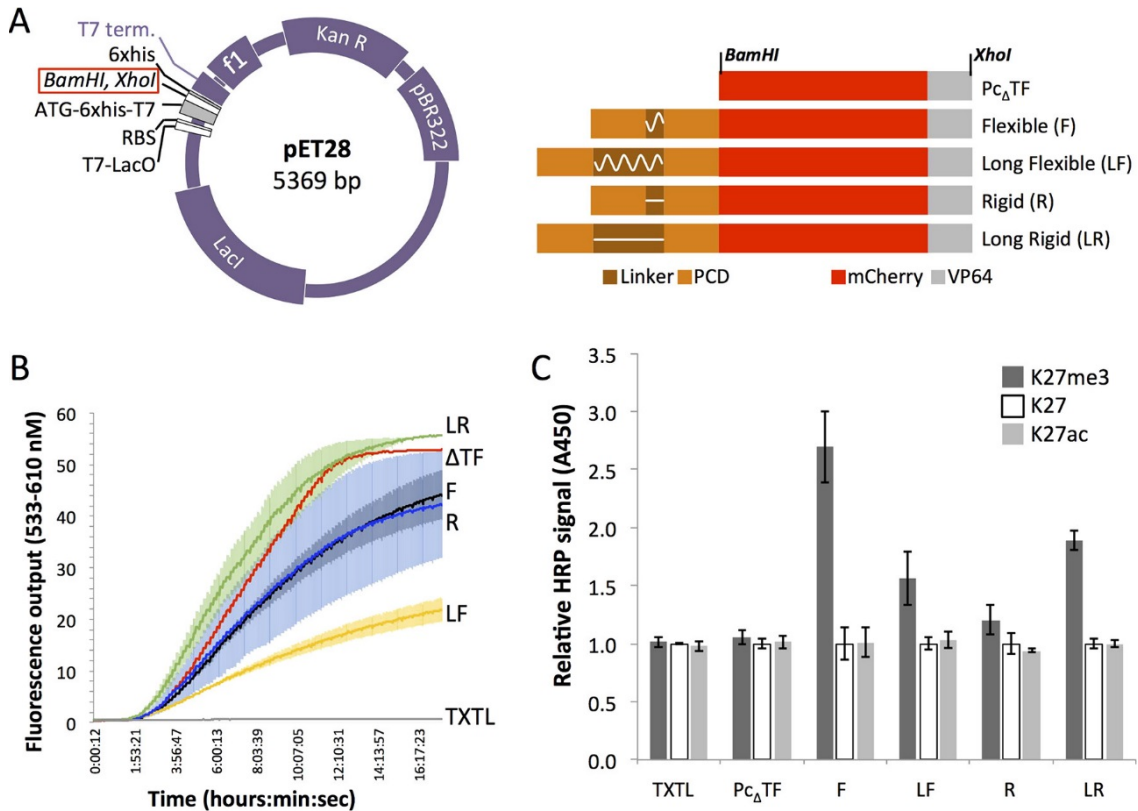 A
T7 term.
6xhis
BamHI, XhoI
ATG-6xhis-T7
RBS
T7-LacO
f1
Kan R
pBR322
LacI
pET28
5369 bp
BamHI
XhoI
PcΔTF
Flexible (F)
Long Flexible (LF)
Rigid (R)
Long Rigid (LR)
Linker PCD mCherry VP64
B
Fluorescence output (533-610 nM)
60
50
40
30
20
10
0
LR
ΔTF
F
R
LF
TXTL
0:00:12
1:53:21
3:56:47
6:00:13
8:03:39
10:07:05
12:10:31
14:13:57
16:17:23
Time (hours:min:sec)
C
Relative HRP signal (A450)
3.5
3.0
2.5
2.0
1.5
1.0
0.5
0.0
K27me3
K27
K27ac
TXTL PcΔTF F LF R LR